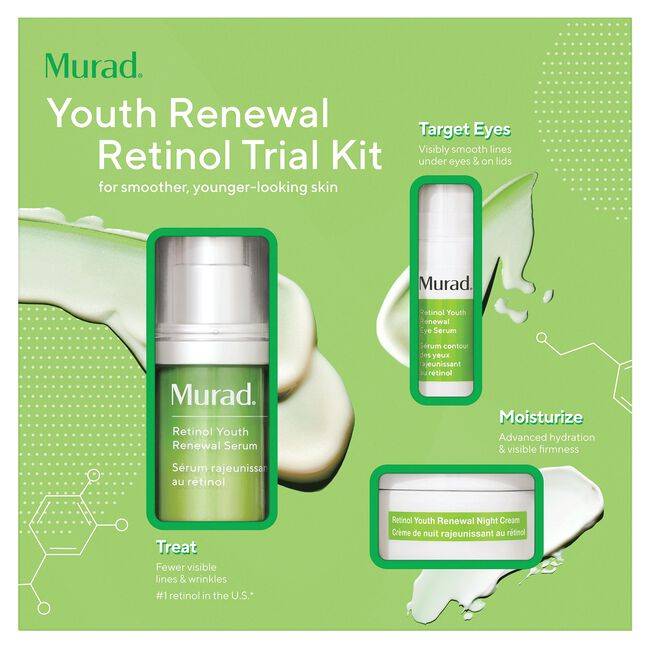 Murad.
Youth Renewal
Retinol Trial Kit
for smoother, younger-looking skin
Target Eyes
Visibly smooth lines
under eyes & on lids
Murad.
Retinol Youth
Renewal
Eye Serum
Sérum contour
des yeux
rajeunissant
au rétinol
Murad.
Retinol Youth
Renewal Serum
Sérum rajeunissan
au rétinol
Moisturize
Advanced hydration
& visible firmness
Retinol Youth Renewal Night Cream
Crème de nuit rajeunissant au rétinol
Treat
Fewer visible
lines & wrinkles
#1 retinol in the U.S.*